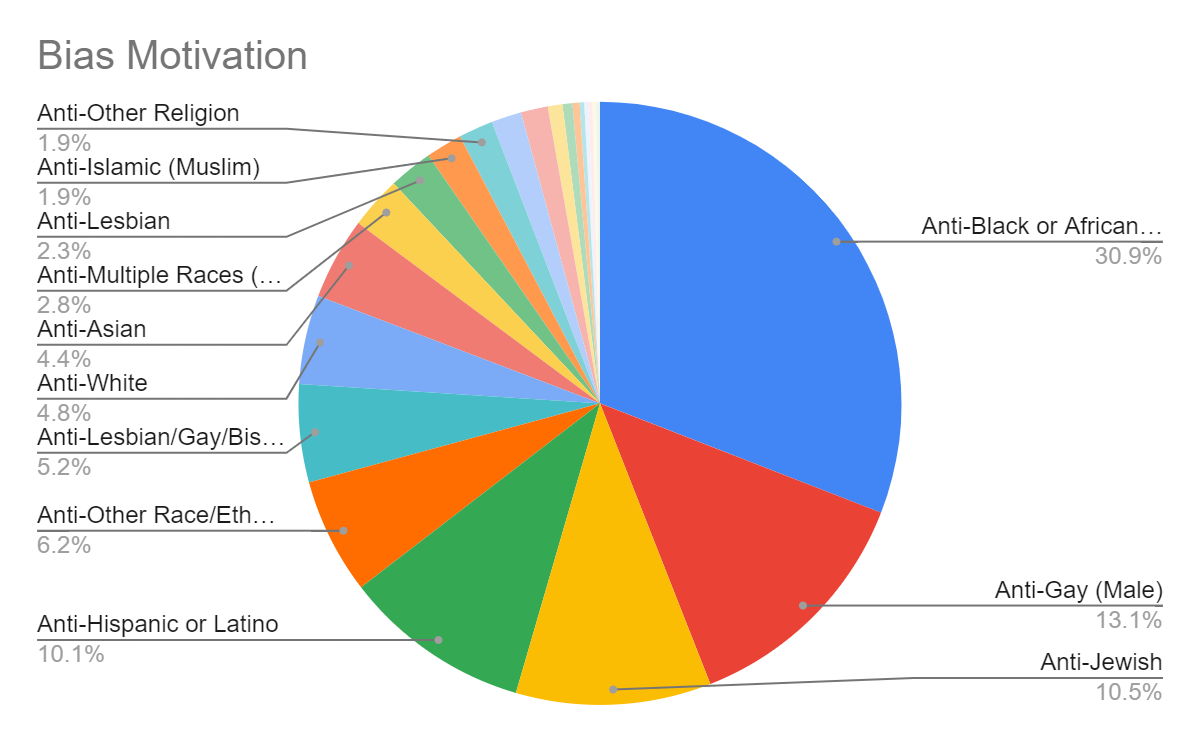 Bias Motivation
Anti-Other Religion
1.9%
Anti-Islamic (Muslim)
1.9%
Anti-Lesbian
2.3%
Anti-Multiple Races (…
2.8%
Anti-Asian
4.4%
Anti-White
4.8%
Anti-Lesbian/Gay/Bis…
5.2%
Anti-Other Race/Eth…
6.2%
Anti-Hispanic or Latino
10.1%
Anti-Black or African…
30.9%
Anti-Gay (Male)
13.1%
Anti-Jewish
10.5%